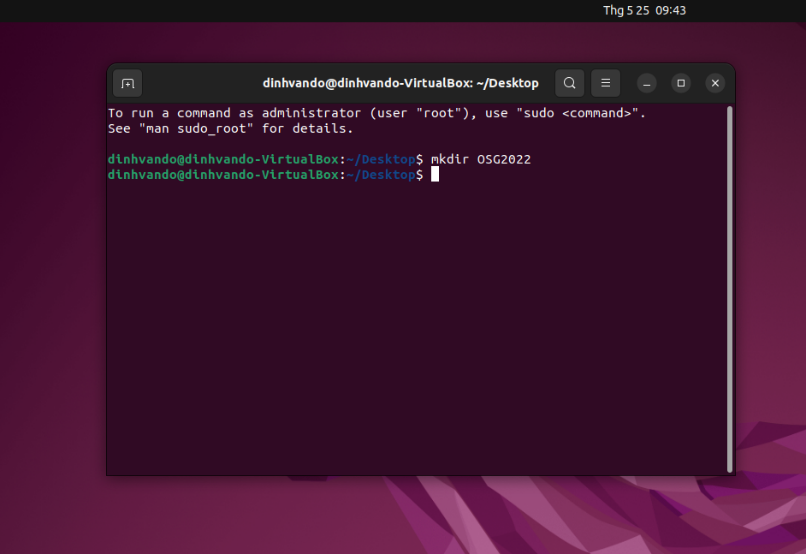 Thg 5 25 09:43
dinhvando@dinhvando-VirtualBox: ~/Desktop
To run a command as administrator (user "root"), use "sudo <command>".
See "man sudo_root" for details.
dinhvando@dinhvando-VirtualBox:~/Desktop$ mkdir OSG2022
dinhvando@dinhvando-VirtualBox:~/Desktop$